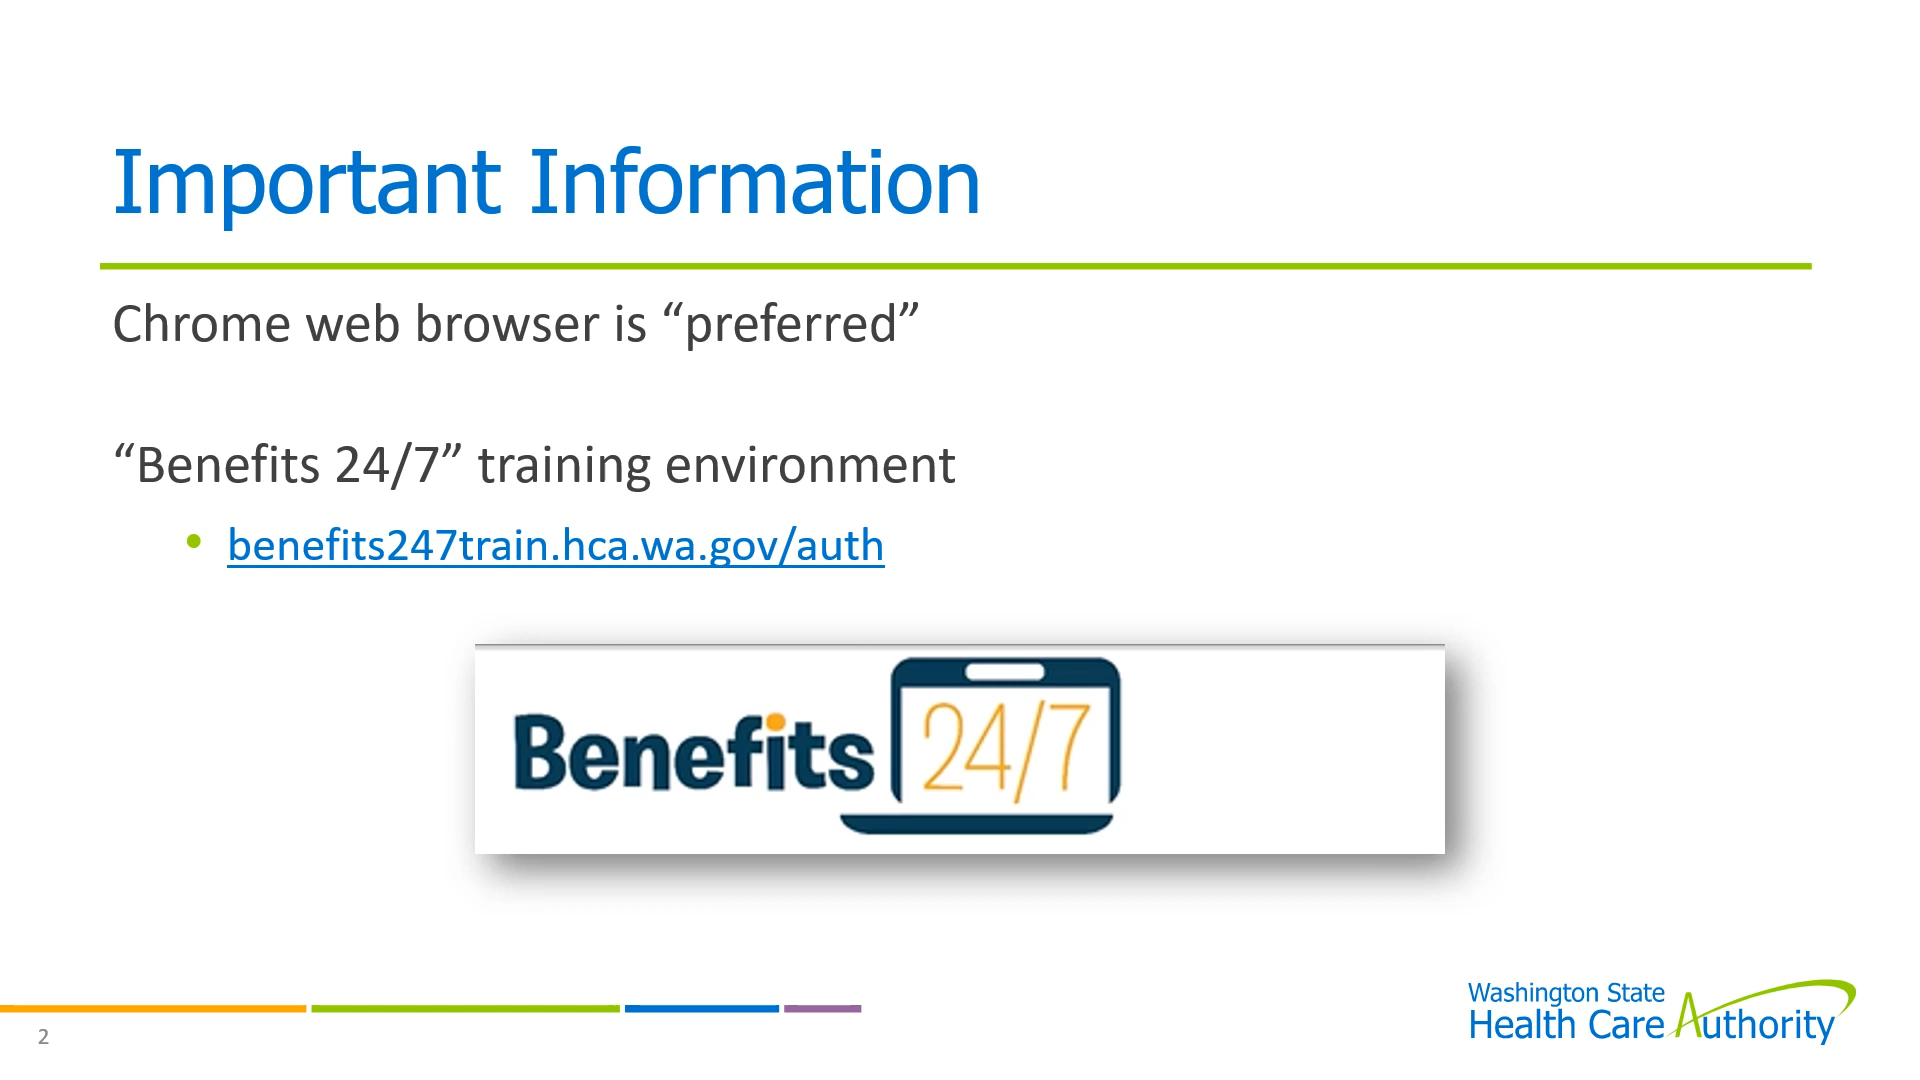 Important Information
Chrome web browser is “preferred”
“Benefits 24/7” training environment
• benefits247train.hca.wa.gov/auth
Benefits 24/7
2
Washington State
Health Care Authority